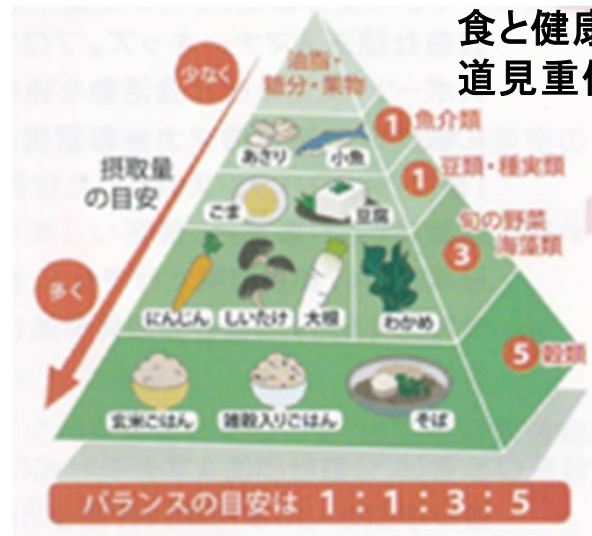 食と健康
道見重
少なく
油脂・
糖分・果物
1 魚介類
あさり
小魚
1 豆類・種実類
摂取量
の目安
ごま
豆腐
旬の野菜
海藻類
3
多く
にんじん
しいたけ
大根
わかめ
5 穀類
玄米ごはん
雑穀入りごはん
そば
バランスの目安は 1：1：3：5